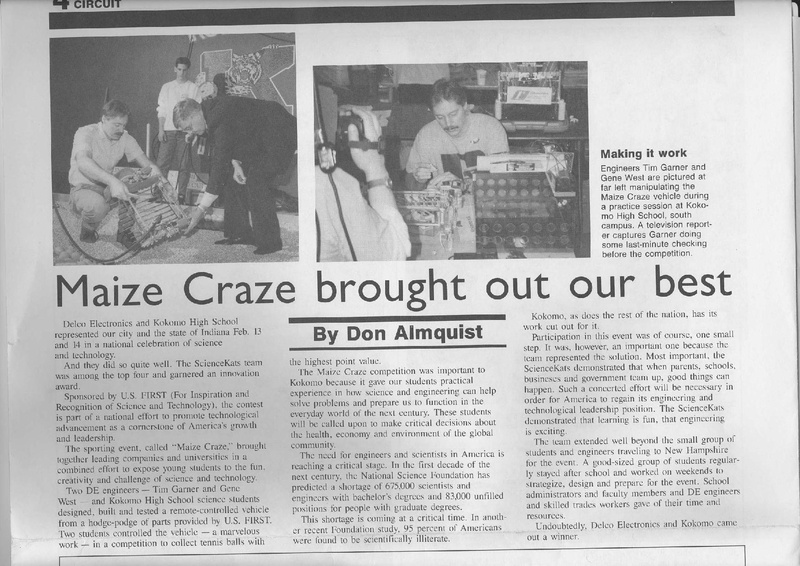 4 CIRCUIT
Making it work
Engineers Tim Garner and
Gene West are pictured at
far left manipulating the
Maize Craze vehicle during
a practice session at Koko-
mo High School, south
campus. A television report-
er captures Garner doing
some last-minute checking
before the competition.
Maize Craze brought out our best
By Don Almquist
Delco Electronics and Kokomo High School
represented our city and the state of Indiana Feb. 13
and 14 in a national celebration of science
and technology.
And they did so quite well. The ScienceKats team
was among the top four and garnered an innovation
award.
Sponsored by U.S. FIRST (For Inspiration and
Recognition of Science and Technology), the contest
is part of a national effort to promote technological
advancement as a cornerstone of America's growth
and leadership.
The sporting event, called "Maize Craze," brought
together leading companies and universities in a
combined effort to expose young students to the fun,
creativity and challenge of science and technology.
Two DE engineers — Tim Garner and Gene
West — and Kokomo High School science students
designed, built and tested a remote-controlled vehicle
from a hodge-podge of parts provided by U.S. FIRST.
Two students controlled the vehicle — a marvelous
work — in a competition to collect tennis balls with
the highest point value.
The Maize Craze competition was important to
Kokomo because it gave our students practical
experience in how science and engineering can help
solve problems and prepare us to function in the
everyday world of the next century. These students
will be called upon to make critical decisions about
the health, economy and environment of the global
community.
The need for engineers and scientists in America is
reaching a critical stage. In the first decade of the
next century, the National Science Foundation has
predicted a shortage of 675,000 scientists and
engineers with bachelor's degrees and 83,000 unfilled
positions for people with graduate degrees.
This shortage is coming at a critical time. In anoth-
er recent Foundation study, 95 percent of Americans
were found to be scientifically illiterate.
Kokomo, as does the rest of the nation, has its
work cut out for it.
Participation in this event was of course, one small
step. It was, however, an important one because the
team represented the solution. Most important, the
ScienceKats demonstrated that when parents, schools,
businesses and government team up, good things can
happen. Such a concerted effort will be necessary in
order for America to regain its engineering and
technological leadership position. The ScienceKats
demonstrated that learning is fun, that engineering
is exciting.
The team extended well beyond the small group of
students and engineers traveling to New Hampshire
for the event. A good-sized group of students regular-
ly stayed after school and worked on weekends to
strategize, design and prepare for the event. School
administrators and faculty members and DE engineers
and skilled trades workers gave of their time and
resources.
Undoubtedly, Delco Electronics and Kokomo came
out a winner.